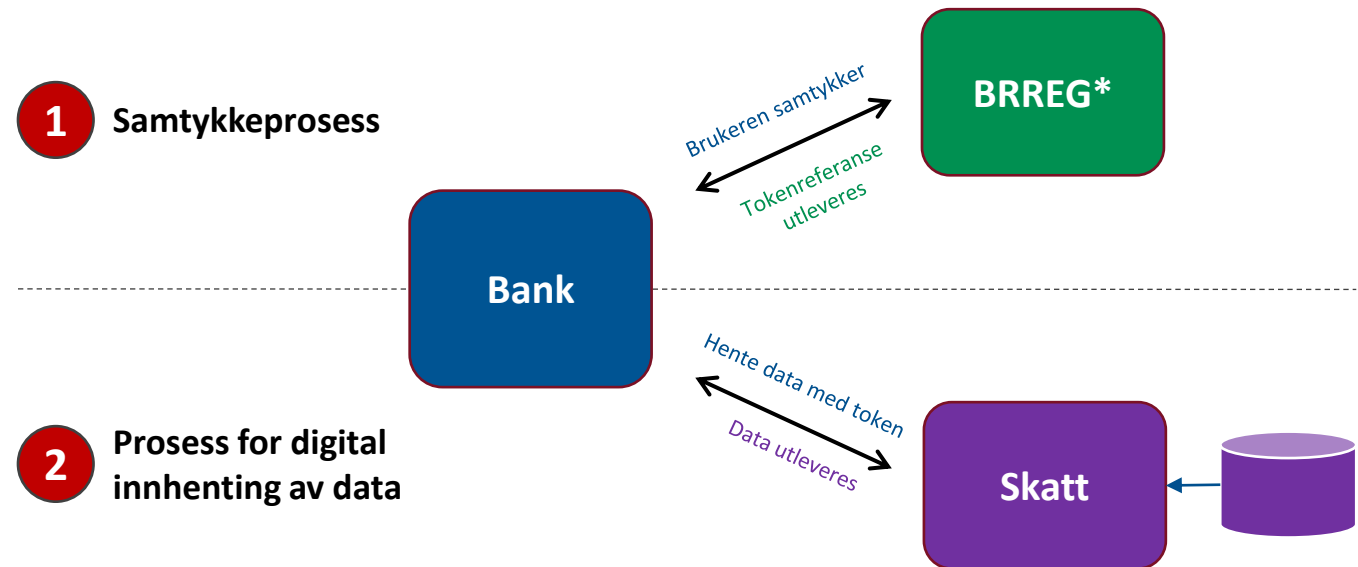 1
Samtykkeprosess
Brukeren samtykker
Tokenreferanse
utleveres
BRREG*
Bank
2
Prosess for digital
innhenting av data
Hente data med token
Data utleveres
Skatt